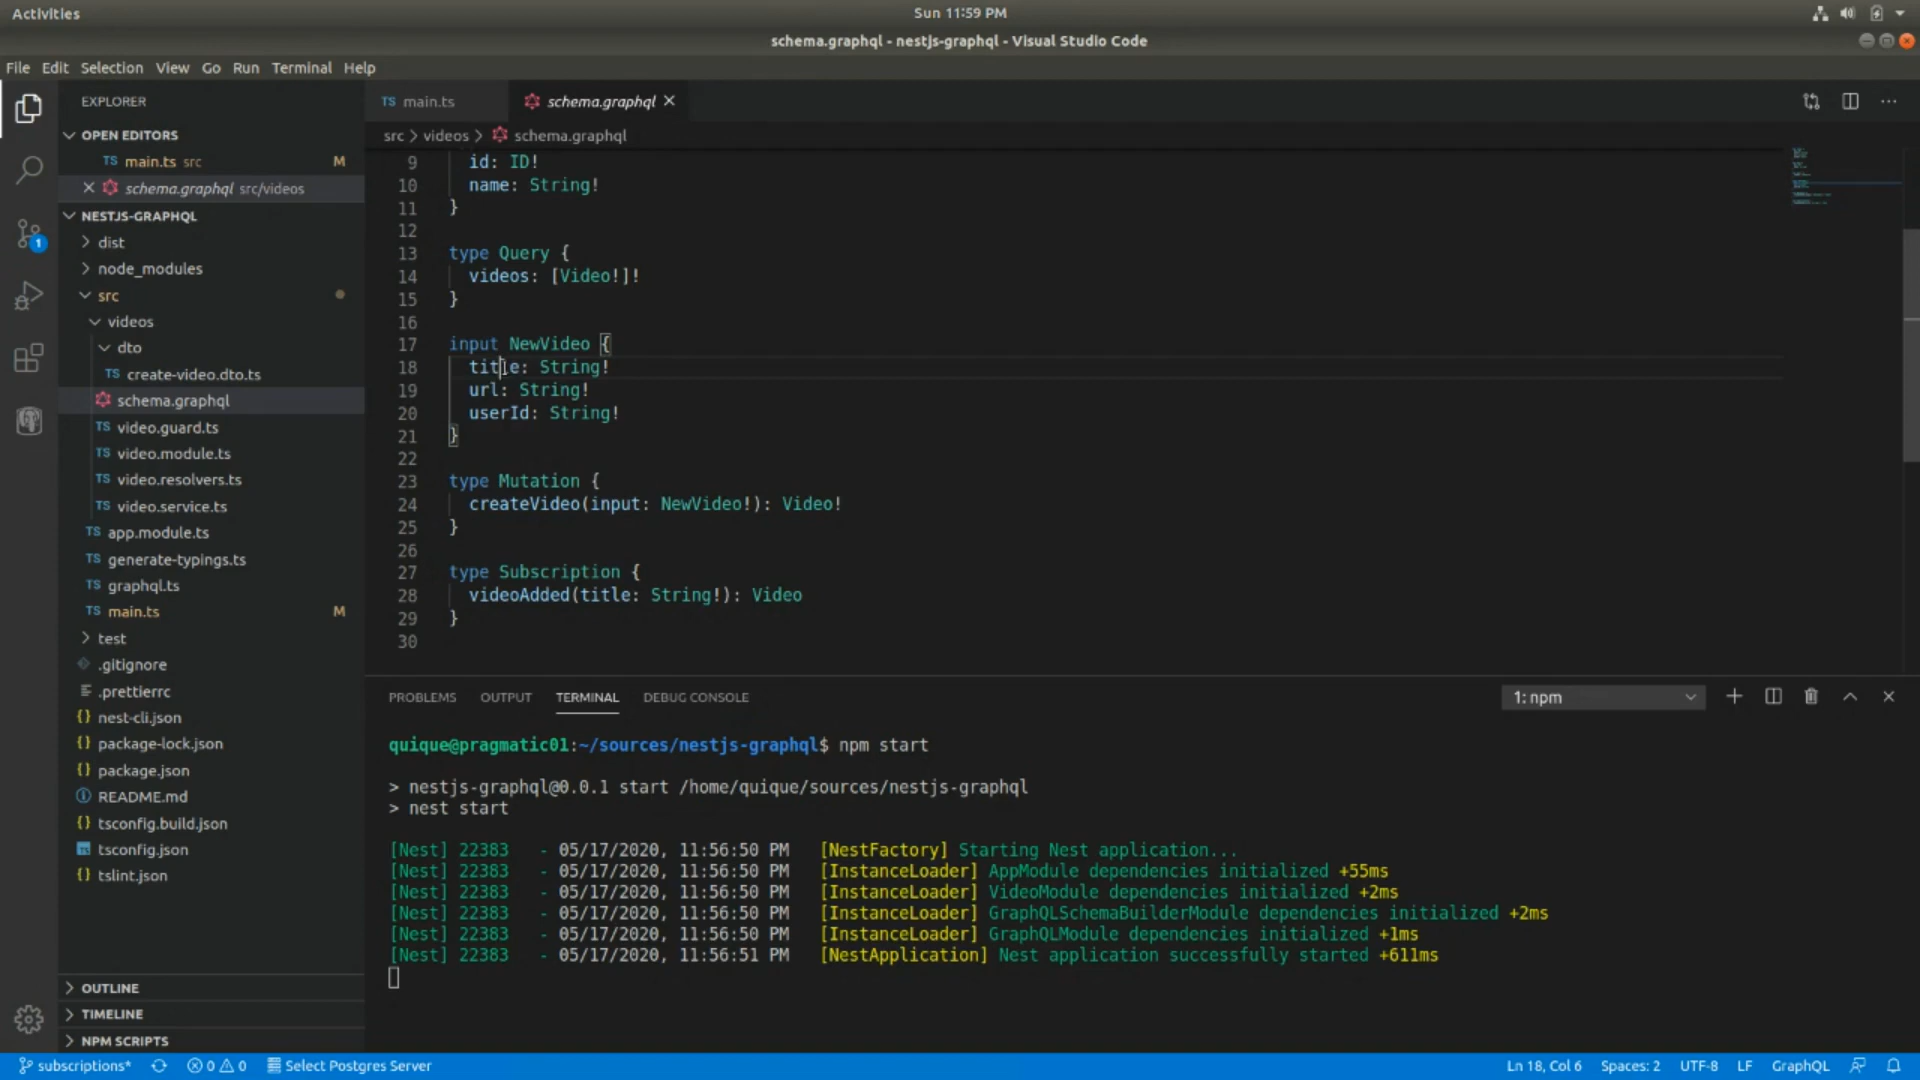 Activities
Sun 11:59 PM
schema.graphql - nestjs-graphql - Visual Studio Code
File Edit Selection View Go Run Terminal Help
EXPLORER
OPEN EDITORS
TS main.ts src M
schema.graphql src/videos
NESTJS-GRAPHQL
dist
node_modules
src
videos
dto
TS create-video.dto.ts
schema.graphql
TS video.guard.ts
TS video.module.ts
TS video.resolvers.ts
TS video.service.ts
TS app.module.ts
TS generate-typings.ts
TS graphql.ts
TS main.ts M
test
.gitignore
.prettierrc
{} nest-cli.json
{} package-lock.json
{} package.json
README.md
{} tsconfig.build.json
tsconfig.json
{} tslint.json
OUTLINE
TIMELINE
NPM SCRIPTS
1
TS main.ts
schema.graphql
src > videos > schema.graphql
9 id: ID!
10 name: String!
11 }
12
13 type Query {
14 videos: [Video!]!
15 }
16
17 input NewVideo {
18 title: String!
19 url: String!
20 userId: String!
21 }
22
23 type Mutation {
24 createVideo(input: NewVideo!): Video!
25 }
26
27 type Subscription {
28 videoAdded(title: String!): Video
29 }
30
PROBLEMS OUTPUT TERMINAL DEBUG CONSOLE
1: npm
quique@pragmatic01:~/sources/nestjs-graphql$ npm start
> nestjs-graphql@0.0.1 start /home/quique/sources/nestjs-graphql
> nest start
[Nest] 22383 - 05/17/2020, 11:56:50 PM [NestFactory] Starting Nest application...
[Nest] 22383 - 05/17/2020, 11:56:50 PM [InstanceLoader] AppModule dependencies initialized +55ms
[Nest] 22383 - 05/17/2020, 11:56:50 PM [InstanceLoader] VideoModule dependencies initialized +2ms
[Nest] 22383 - 05/17/2020, 11:56:50 PM [InstanceLoader] GraphQLSchemaBuilderModule dependencies initialized +2ms
[Nest] 22383 - 05/17/2020, 11:56:50 PM [InstanceLoader] GraphQLModule dependencies initialized +1ms
[Nest] 22383 - 05/17/2020, 11:56:51 PM [NestApplication] Nest application successfully started +611ms
subscriptions* 0 0 Select Postgres Server
Ln 18, Col 6 Spaces: 2 UTF-8 LF GraphQL